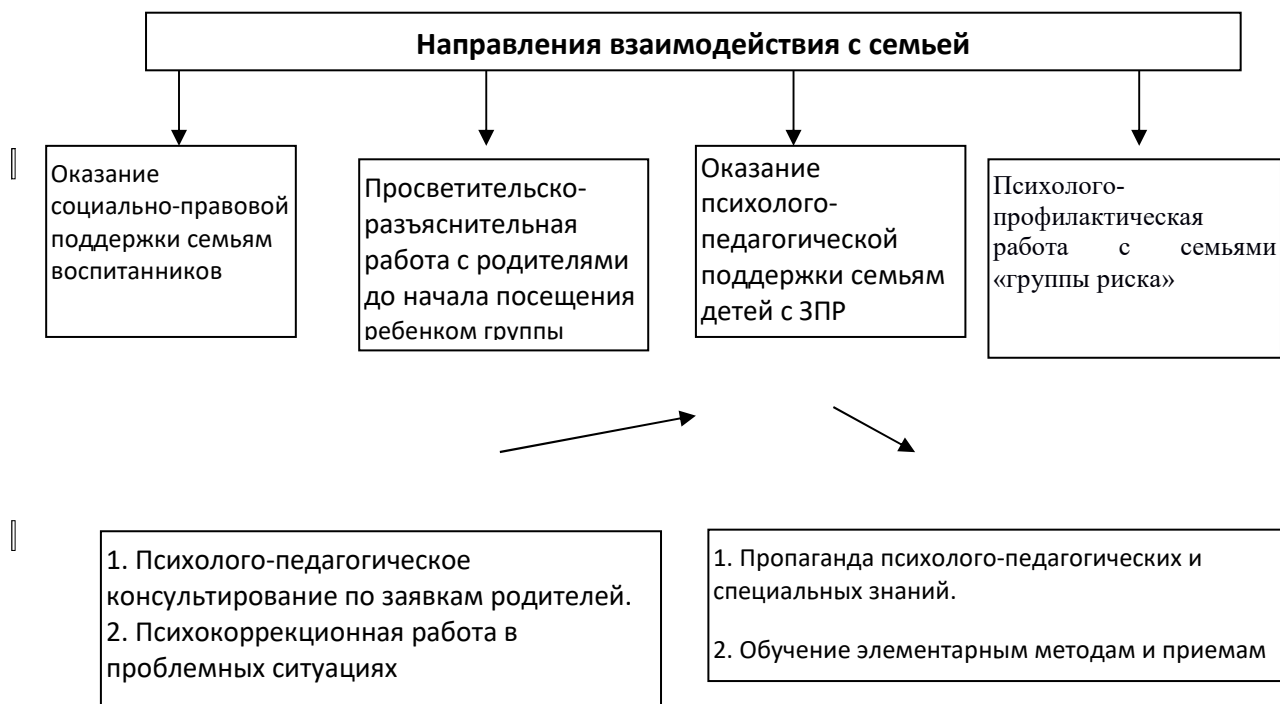 Направления взаимодействия с семьей
Оказание
социально-правовой
поддержки семьям
воспитанников
Просветительско-
разъяснительная
работа с родителями
до начала посещения
ребенком группы
Оказание
психолого-
педагогической
поддержки семьям
детей с ЗПР
Психолого-
профилактическая
работа с семьями
«группы риска»
1. Психолого-педагогическое
консультирование по заявкам родителей.
2. Психокоррекционная работа в
проблемных ситуациях
1. Пропаганда психолого-педагогических и
специальных знаний.
2. Обучение элементарным методам и приемам